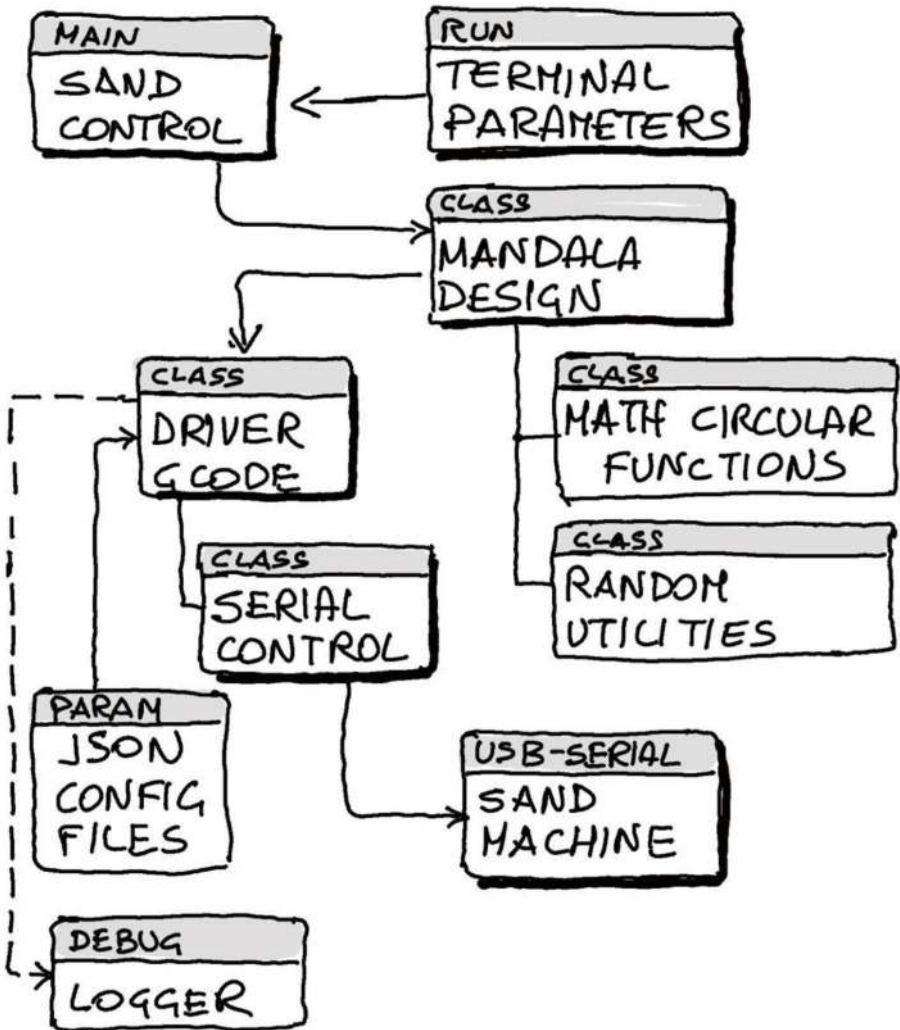 MAIN
SAND
CONTROL
RUN
TERMINAL
PARAMETERS
CLASS
MANDALA
DESIGN
CLASS
DRIVER
GCODE
CLASS
MATH CIRCULAR
FUNCTIONS
CLASS
SERIAL
CONTROL
CLASS
RANDOM
UTILITIES
PARAM
JSON
CONFIG
FILES
USB-SERIAL
SAND
MACHINE
DEBUG
LOGGER